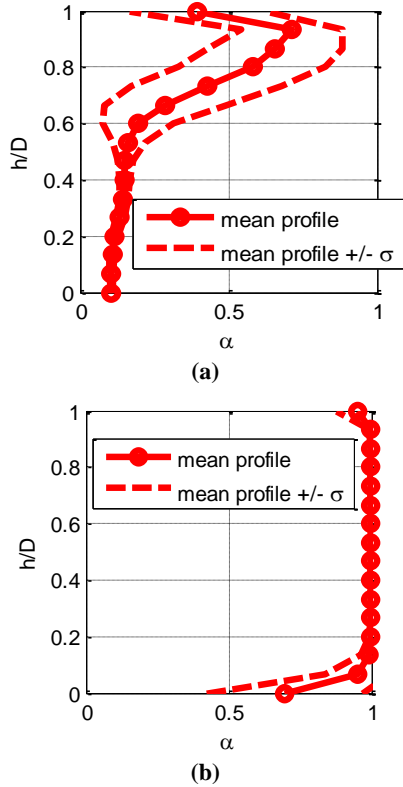 1
0.8
0.6
0.4
0.2
0
h/D
mean profile
mean profile +/- σ
0 0.5 1
α
(a)
1
0.8
0.6
0.4
0.2
0
h/D
mean profile
mean profile +/- σ
0 0.5 1
α
(b)